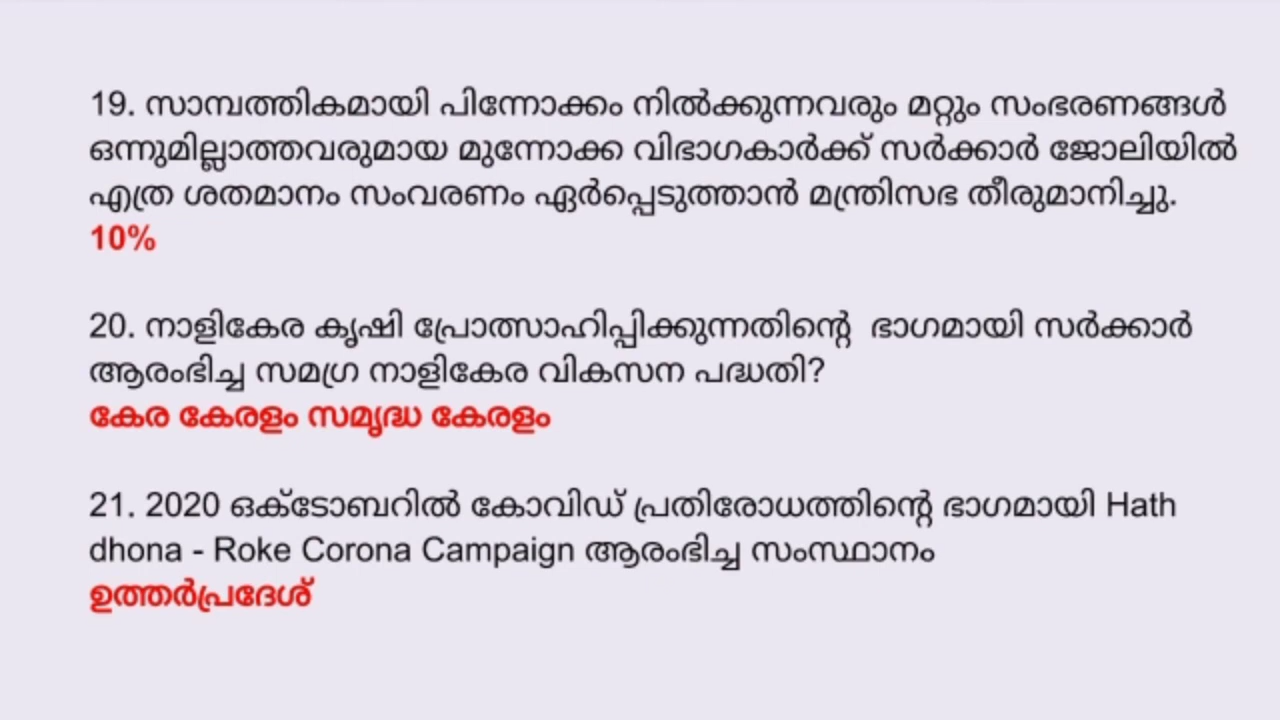 19. സാമ്പത്തികമായി പിന്നോക്കം നിൽക്കുന്നവരും മറ്റും സംഭരണങ്ങൾ
ഒന്നുമില്ലാത്തവരുമായ മുന്നോക്ക വിഭാഗകാർക്ക് സർക്കാർ ജോലിയിൽ
എത്ര ശതമാനം സംവരണം ഏർപ്പെടുത്താൻ മന്ത്രിസഭ തീരുമാനിച്ചു.
10%
20. നാളികേര കൃഷി പ്രോത്സാഹിപ്പിക്കുന്നതിന്റെ ഭാഗമായി സർക്കാർ
ആരംഭിച്ച സമഗ്ര നാളികേര വികസന പദ്ധതി?
കേര കേരളം സമൃദ്ധ കേരളം
21. 2020 ഒക്ടോബറിൽ കോവിഡ് പ്രതിരോധത്തിന്റെ ഭാഗമായി Hath
dhona - Roke Corona Campaign ആരംഭിച്ച സംസ്ഥാനം
ഉത്തർപ്രദേശ്